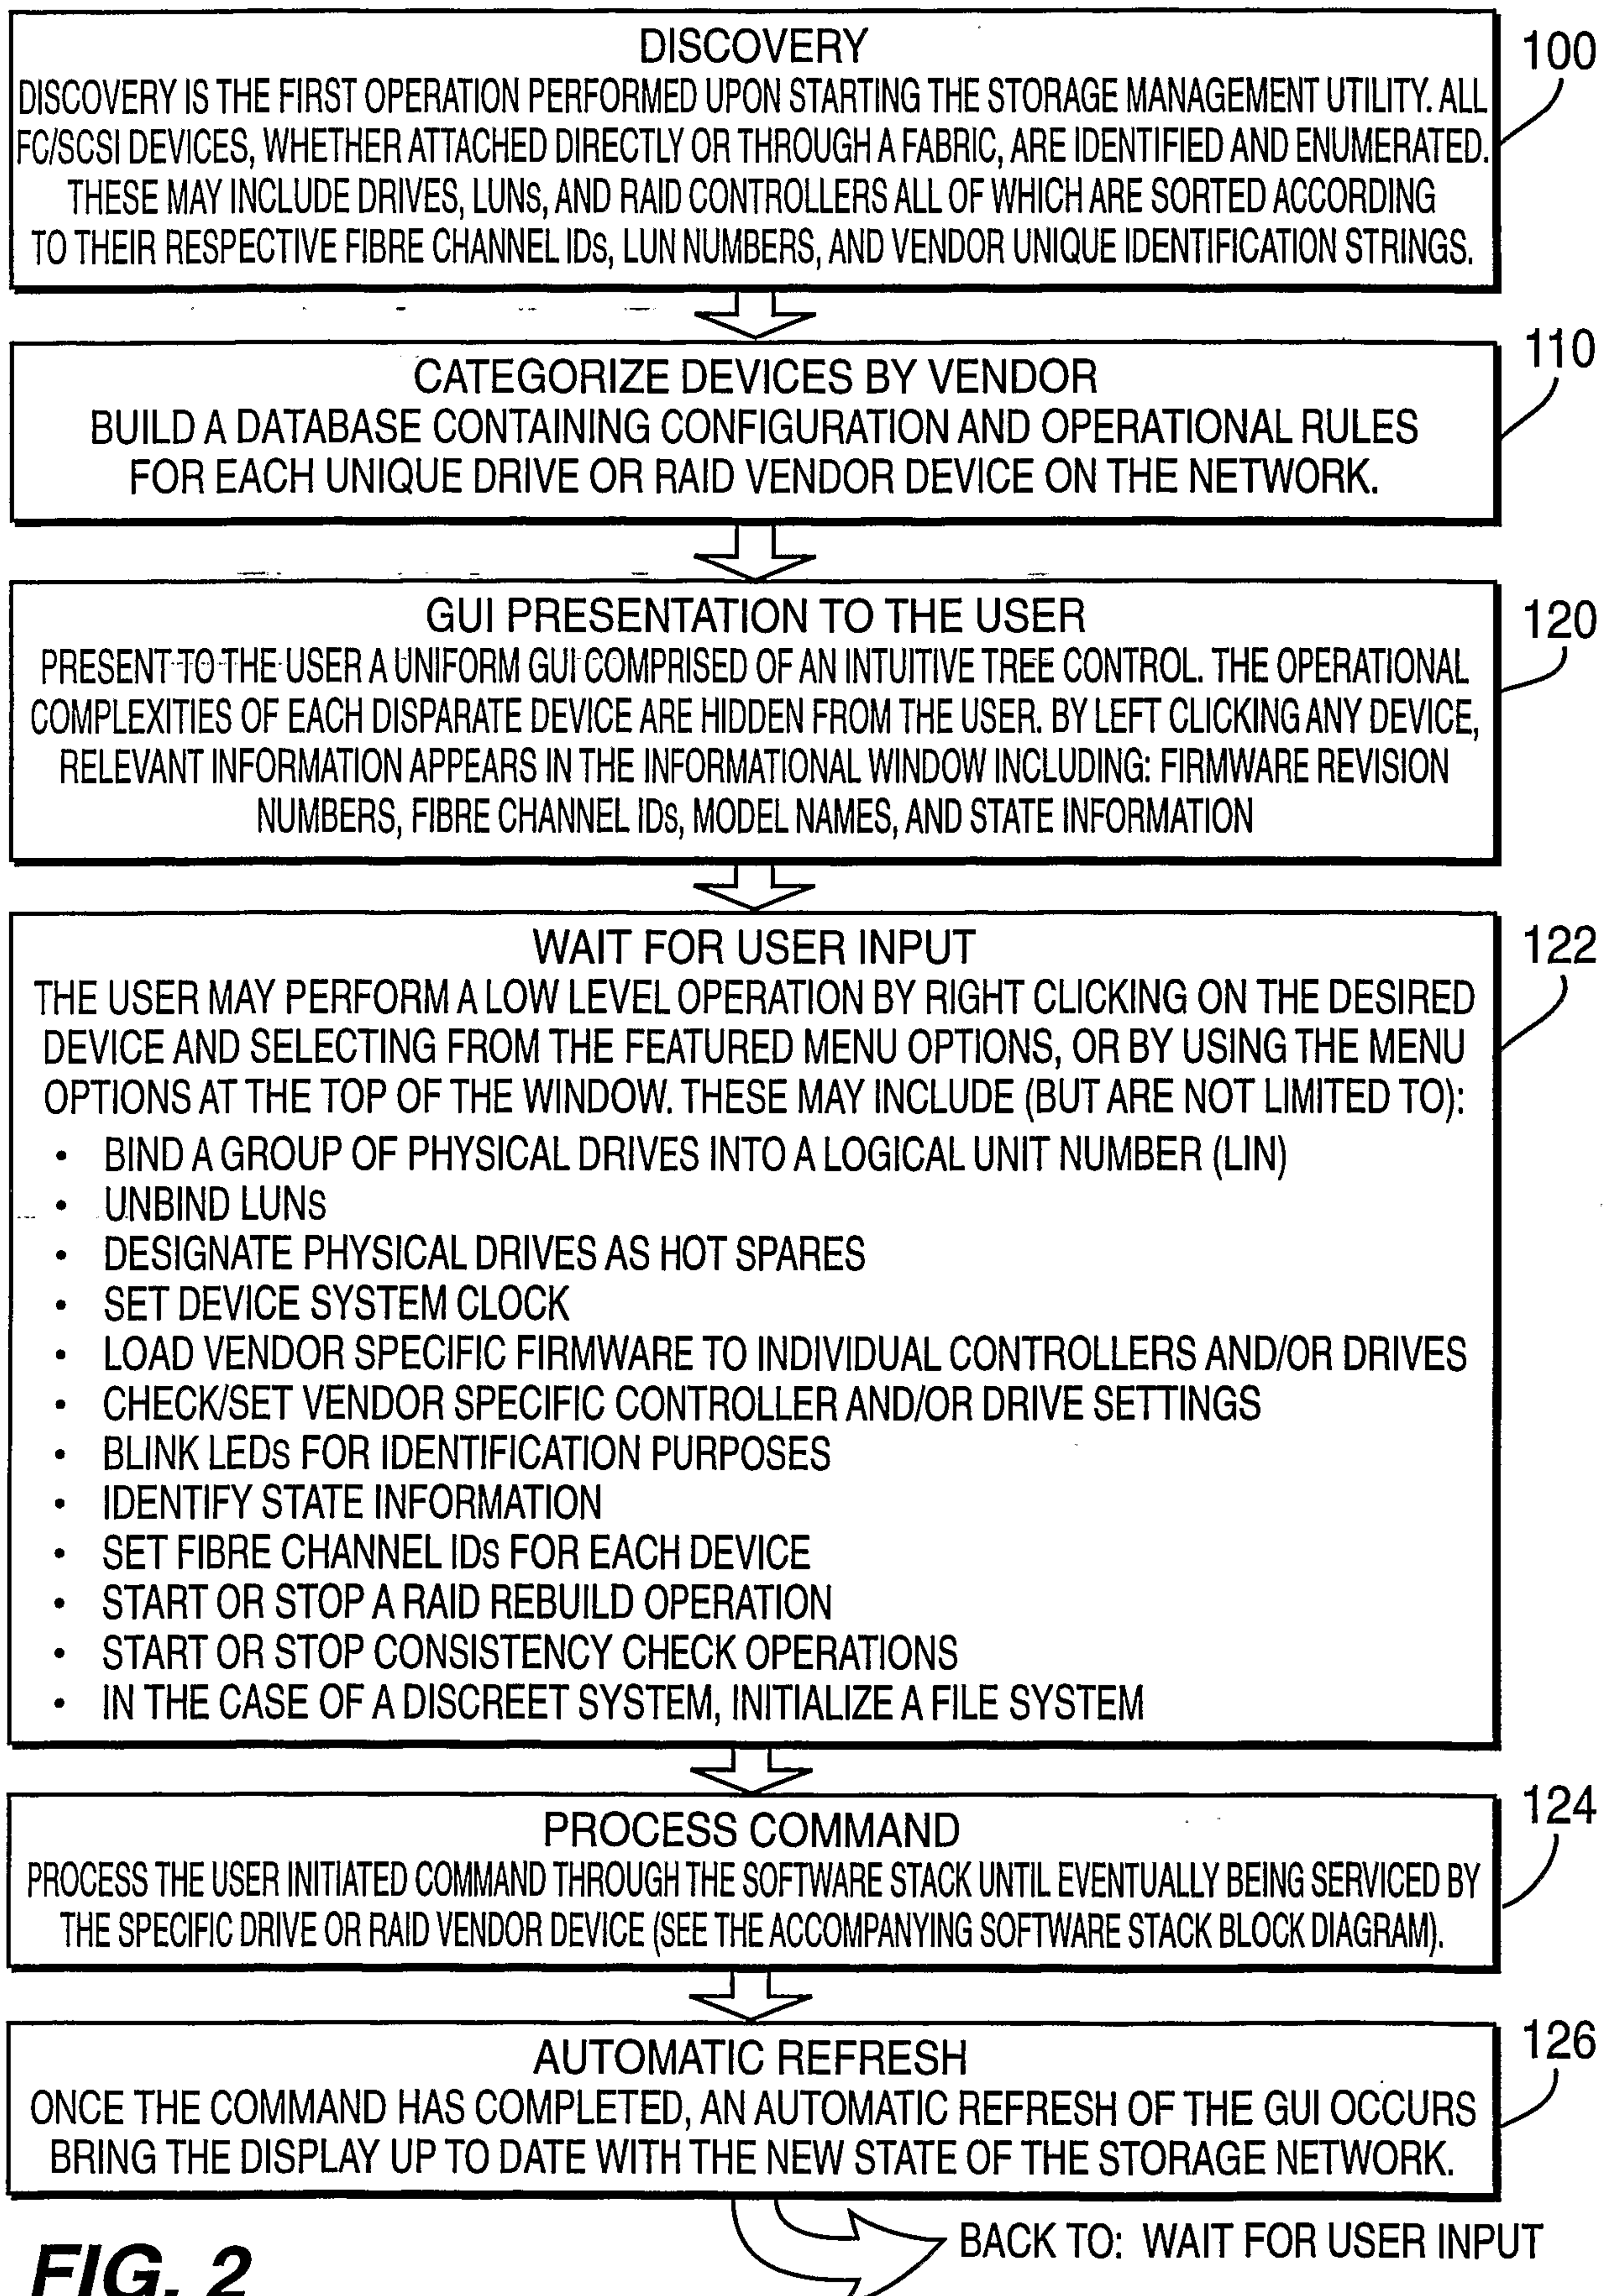 DISCOVERY
100
DISCOVERY IS THE FIRST OPERATION PERFORMED UPON STARTING THE STORAGE MANAGEMENT UTILITY. ALL
FC/SCSI DEVICES, WHETHER ATTACHED DIRECTLY OR THROUGH A FABRIC, ARE IDENTIFIED AND ENUMERATED.
THESE MAY INCLUDE DRIVES, LUNs, AND RAID CONTROLLERS ALL OF WHICH ARE SORTED ACCORDING
TO THEIR RESPECTIVE FIBRE CHANNEL IDs, LUN NUMBERS, AND VENDOR UNIQUE IDENTIFICATION STRINGS.
110
CATEGORIZE DEVICES BY VENDOR
BUILD A DATABASE CONTAINING CONFIGURATION AND OPERATIONAL RULES
FOR EACH UNIQUE DRIVE OR RAID VENDOR DEVICE ON THE NETWORK.
GUI PRESENTATION TO THE USER
120
PRESENT TO THE USER A UNIFORM GUI COMPRISED OF AN INTUITIVE TREE CONTROL. THE OPERATIONAL
COMPLEXITIES OF EACH DISPARATE DEVICE ARE HIDDEN FROM THE USER. BY LEFT CLICKING ANY DEVICE,
RELEVANT INFORMATION APPEARS IN THE INFORMATIONAL WINDOW INCLUDING: FIRMWARE REVISION
NUMBERS, FIBRE CHANNEL IDs, MODEL NAMES, AND STATE INFORMATION
WAIT FOR USER INPUT
122
THE USER MAY PERFORM A LOW LEVEL OPERATION BY RIGHT CLICKING ON THE DESIRED
DEVICE AND SELECTING FROM THE FEATURED MENU OPTIONS, OR BY USING THE MENU
OPTIONS AT THE TOP OF THE WINDOW. THESE MAY INCLUDE (BUT ARE NOT LIMITED TO):
• BIND A GROUP OF PHYSICAL DRIVES INTO A LOGICAL UNIT NUMBER (LIN)
• UNBIND LUNs
• DESIGNATE PHYSICAL DRIVES AS HOT SPARES
• SET DEVICE SYSTEM CLOCK
• LOAD VENDOR SPECIFIC FIRMWARE TO INDIVIDUAL CONTROLLERS AND/OR DRIVES
• CHECK/SET VENDOR SPECIFIC CONTROLLER AND/OR DRIVE SETTINGS
• BLINK LEDs FOR IDENTIFICATION PURPOSES
• IDENTIFY STATE INFORMATION
• SET FIBRE CHANNEL IDs FOR EACH DEVICE
• START OR STOP A RAID REBUILD OPERATION
• START OR STOP CONSISTENCY CHECK OPERATIONS
• IN THE CASE OF A DISCREET SYSTEM, INITIALIZE A FILE SYSTEM
124
PROCESS COMMAND
PROCESS THE USER INITIATED COMMAND THROUGH THE SOFTWARE STACK UNTIL EVENTUALLY BEING SERVICED BY
THE SPECIFIC DRIVE OR RAID VENDOR DEVICE (SEE THE ACCOMPANYING SOFTWARE STACK BLOCK DIAGRAM).
126
AUTOMATIC REFRESH
ONCE THE COMMAND HAS COMPLETED, AN AUTOMATIC REFRESH OF THE GUI OCCURS
BRING THE DISPLAY UP TO DATE WITH THE NEW STATE OF THE STORAGE NETWORK.
BACK TO: WAIT FOR USER INPUT
FIG. 2